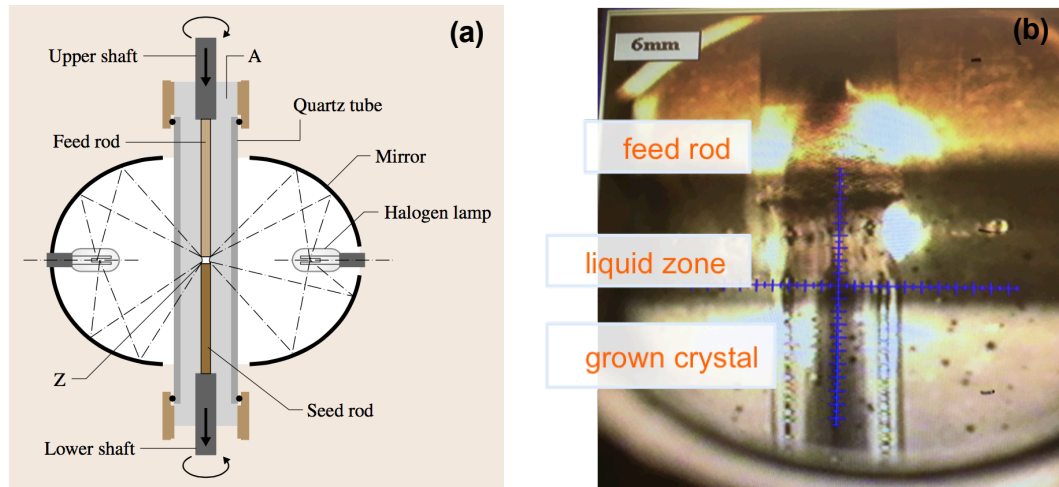 (a)
Upper shaft
A
Quartz tube
Feed rod
Mirror
Halogen lamp
Z
Seed rod
Lower shaft
(b)
6mm
feed rod
liquid zone
grown crystal